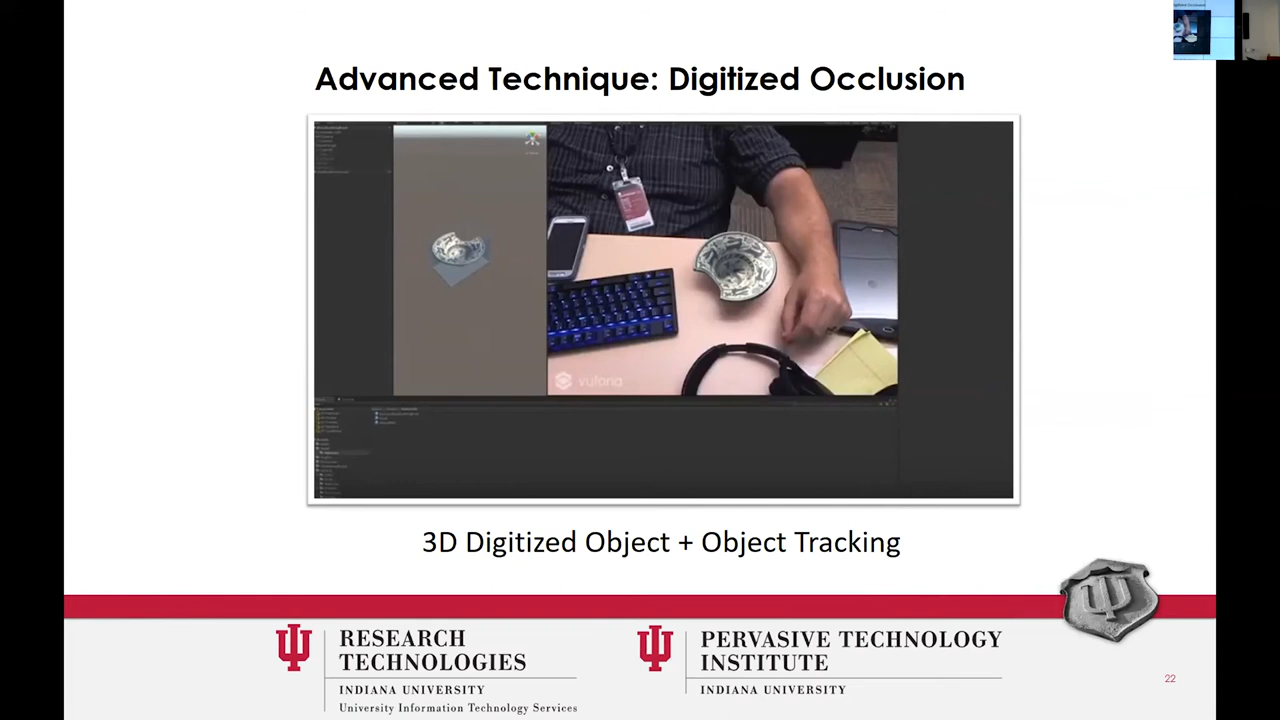 Advanced Technique: Digitized Occlusion
vuforia
3D Digitized Object + Object Tracking
RESEARCH
TECHNOLOGIES
INDIANA UNIVERSITY
University Information Technology Services
PERVASIVE TECHNOLOGY
INSTITUTE
INDIANA UNIVERSITY
22